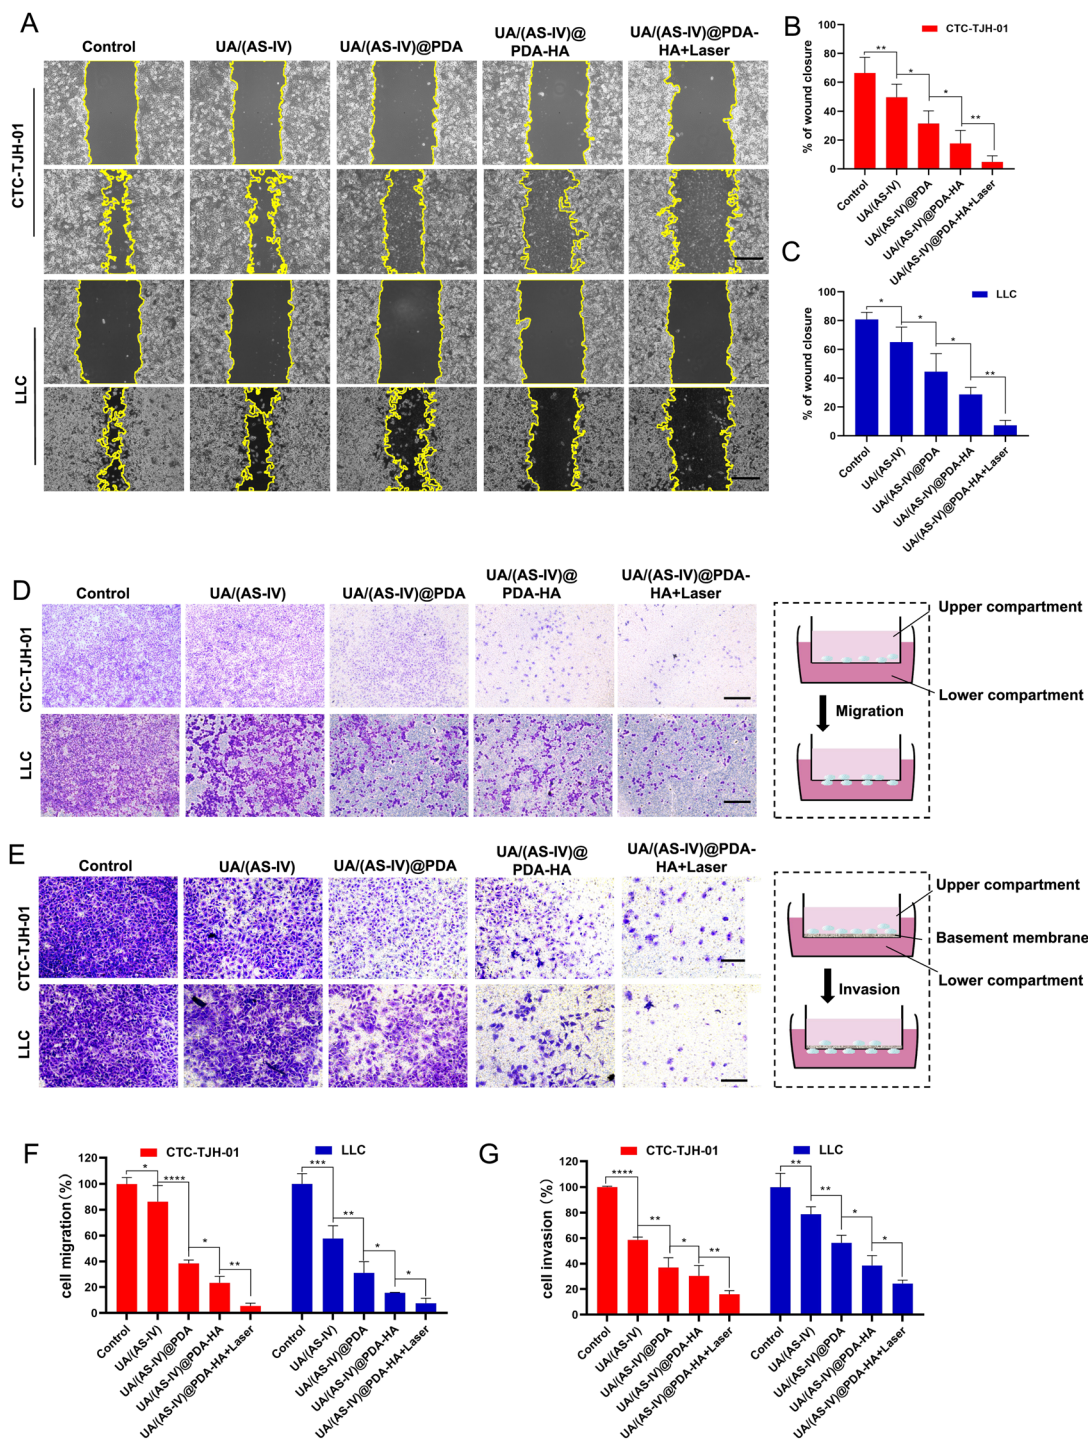 A
Control
UA/(AS-IV)
UA/(AS-IV)@PDA
UA/(AS-IV)@
PDA-HA
UA/(AS-IV)@PDA-
HA+Laser
CTC-TJH-01
LLC
B
CTC-TJH-01
% of wound closure
100
80
60
40
20
0
**
*
*
**
Control
UA/(AS-IV)
UA/(AS-IV)@PDA
UA/(AS-IV)@PDA-HA
UA/(AS-IV)@PDA-HA+Laser
C
LLC
% of wound closure
100
80
60
40
20
0
*
*
*
**
Control
UA/(AS-IV)
UA/(AS-IV)@PDA
UA/(AS-IV)@PDA-HA
UA/(AS-IV)@PDA-HA+Laser
D
Control
UA/(AS-IV)
UA/(AS-IV)@PDA
UA/(AS-IV)@
PDA-HA
UA/(AS-IV)@PDA-
HA+Laser
CTC-TJH-01
LLC
Upper compartment
Lower compartment
Migration
E
Control
UA/(AS-IV)
UA/(AS-IV)@PDA
UA/(AS-IV)@
PDA-HA
UA/(AS-IV)@PDA-
HA+Laser
CTC-TJH-01
LLC
Upper compartment
Basement membrane
Lower compartment
Invasion
F
CTC-TJH-01
LLC
cell migration (%)
120
100
80
60
40
20
0
*
****
*
**
***
**
*
*
Control
UA/(AS-IV)
UA/(AS-IV)@PDA
UA/(AS-IV)@PDA-HA
UA/(AS-IV)@PDA-HA+Laser
Control
UA/(AS-IV)
UA/(AS-IV)@PDA
UA/(AS-IV)@PDA-HA
UA/(AS-IV)@PDA-HA+Laser
G
CTC-TJH-01
LLC
cell invasion (%)
120
100
80
60
40
20
0
****
**
*
**
**
**
*
*
Control
UA/(AS-IV)
UA/(AS-IV)@PDA
UA/(AS-IV)@PDA-HA
UA/(AS-IV)@PDA-HA+Laser
Control
UA/(AS-IV)
UA/(AS-IV)@PDA
UA/(AS-IV)@PDA-HA
UA/(AS-IV)@PDA-HA+Laser